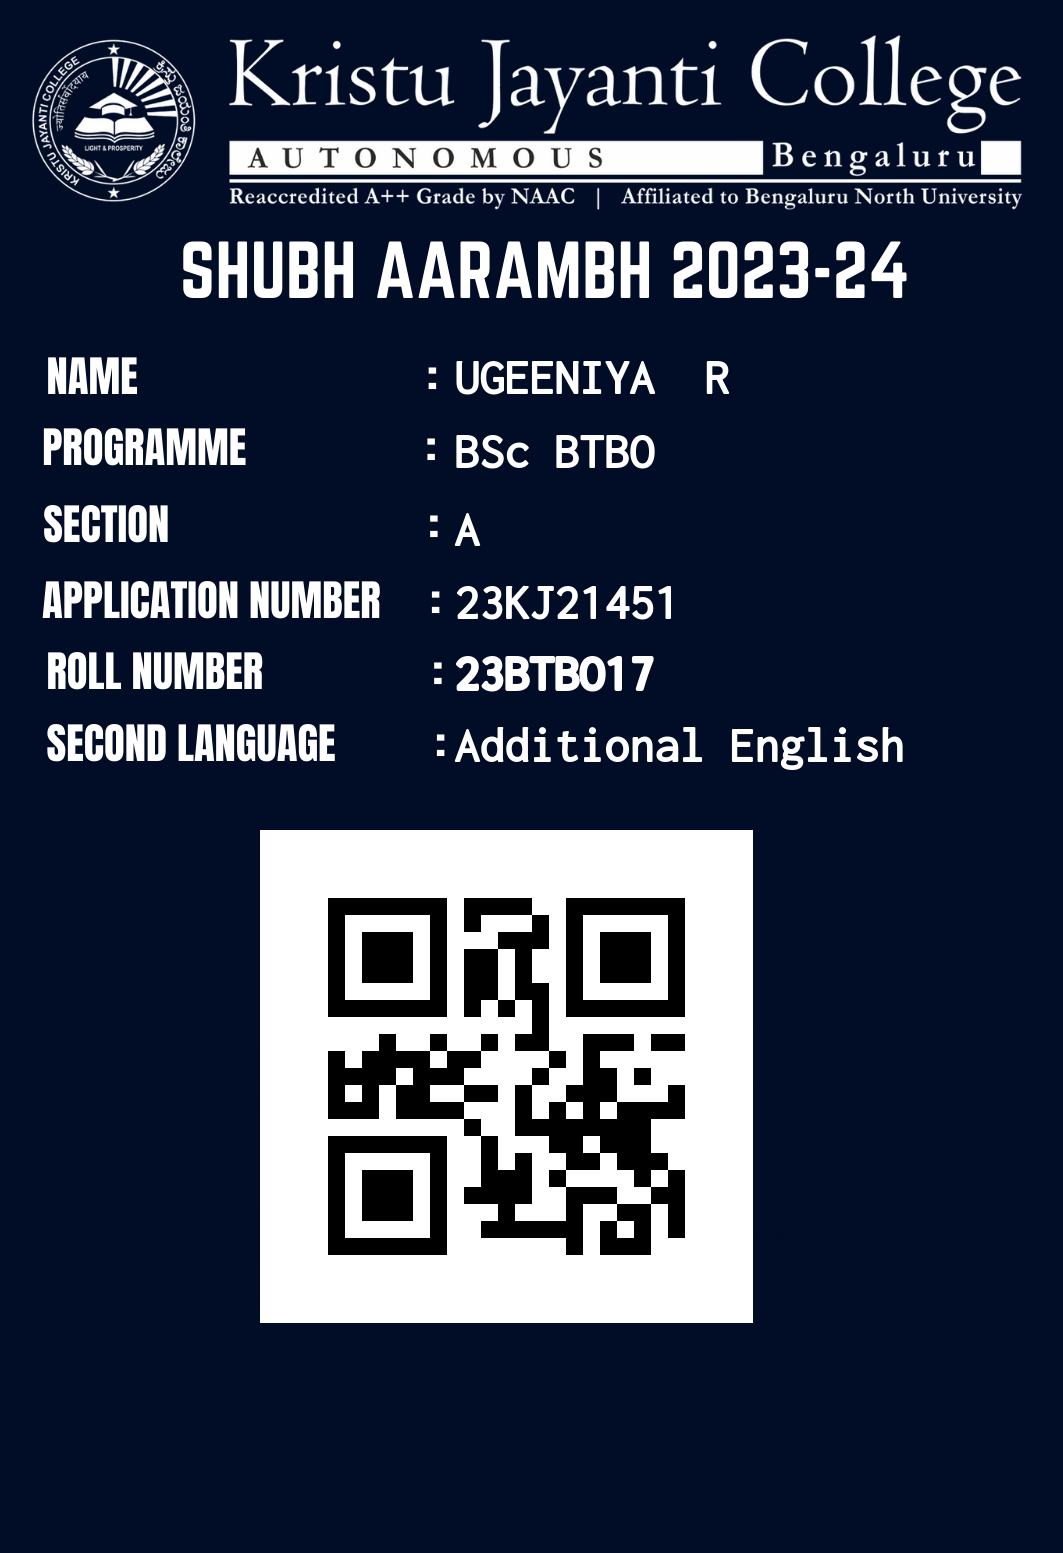 KRISTU JAYANTI COLLEGE
ಕ್ರಿಸ್ತು ಜಯಂತಿ ಕಾಲೇಜು
LIGHT & PROSPERITY
Kristu Jayanti College
AUTONOMOUS Bengaluru
Reaccredited A++ Grade by NAAC | Affiliated to Bengaluru North University
SHUBH AARAMBH 2023-24
NAME : UGEENIYA R
PROGRAMME : BSc BTBO
SECTION : A
APPLICATION NUMBER : 23KJ21451
ROLL NUMBER : 23BTBO17
SECOND LANGUAGE : Additional English